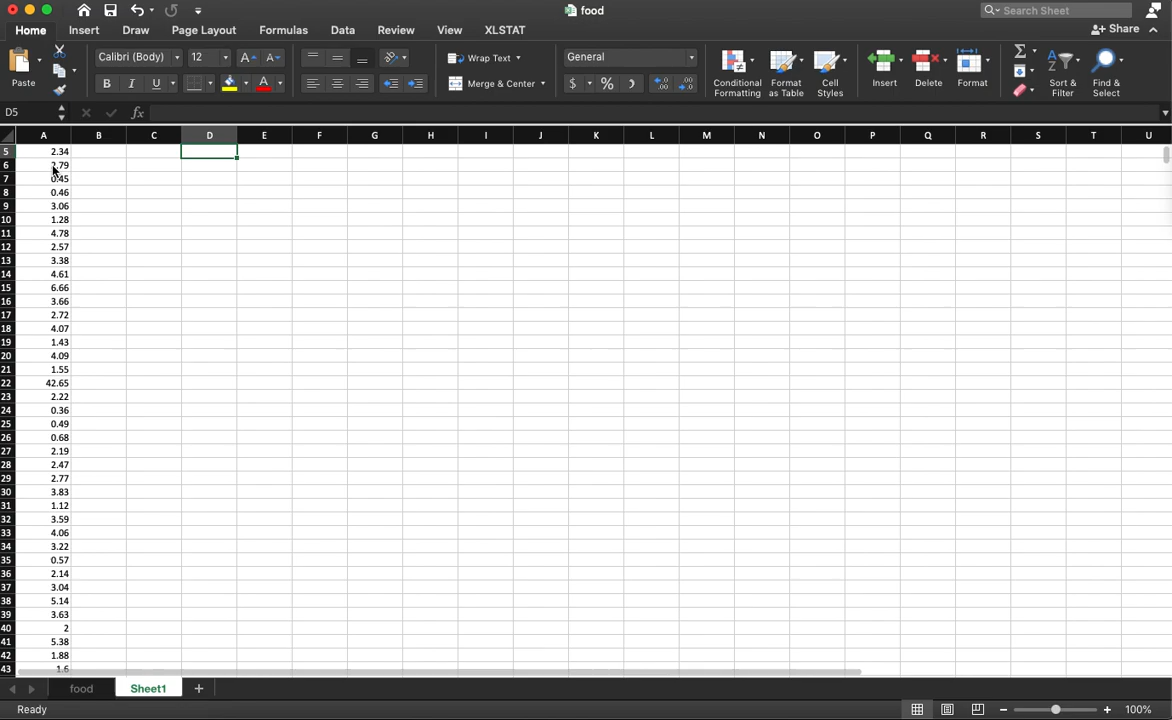 food
Search Sheet
Home Insert Draw Page Layout Formulas Data Review View XLSTAT
Share
Paste
Calibri (Body) 12 A A
B I U A
Wrap Text
Merge & Center
General
$ % )
Conditional Formatting
Format as Table
Cell Styles
Insert
Delete
Format
Sort & Filter
Find & Select
D5 fx
A B C D E F G H I J K L M N O P Q R S T U
5 2.34
6 2.79
7 0.45
8 0.46
9 3.06
10 1.28
11 4.78
12 2.57
13 3.38
14 4.61
15 6.66
16 3.66
17 2.72
18 4.07
19 1.43
20 4.09
21 1.55
22 42.65
23 2.22
24 0.36
25 0.49
26 0.68
27 2.19
28 2.47
29 2.77
30 3.83
31 1.12
32 3.59
33 4.06
34 3.22
35 0.57
36 2.14
37 3.04
38 5.14
39 3.63
40 2
41 5.38
42 1.88
43 1.6
food Sheet1 +
Ready
100%